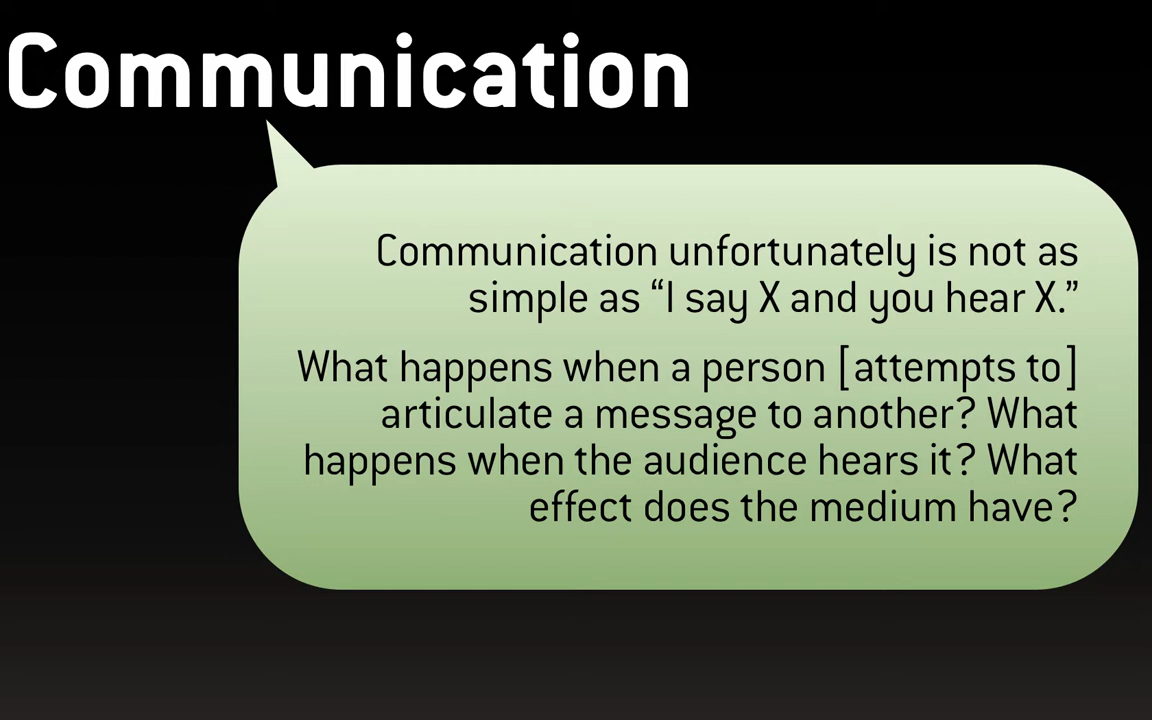 Communication
Communication unfortunately is not as
simple as “I say X and you hear X.”
What happens when a person [attempts to]
articulate a message to another? What
happens when the audience hears it? What
effect does the medium have?